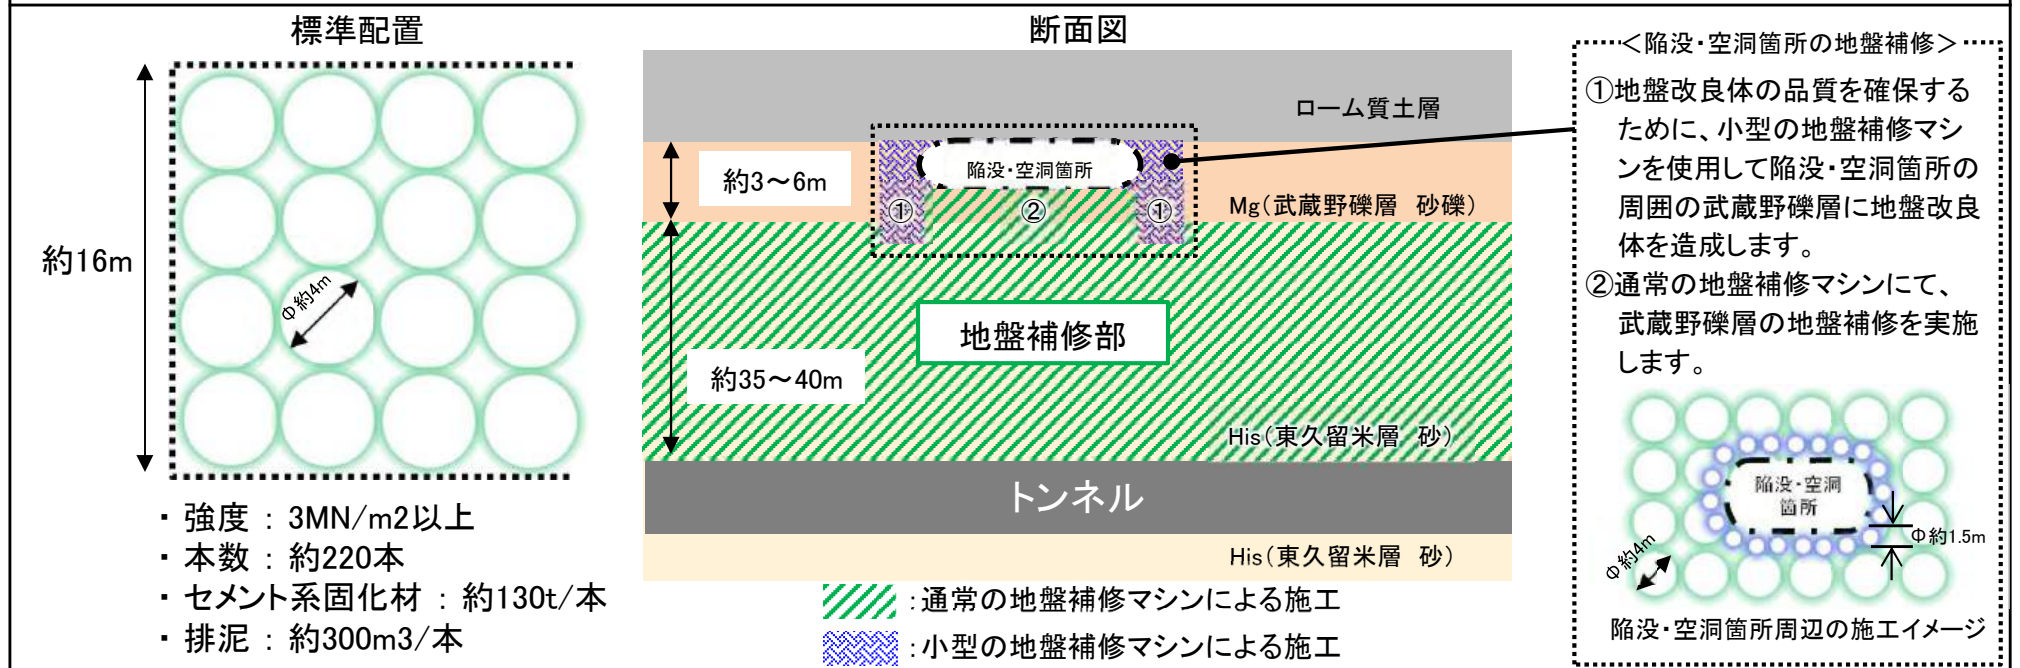 標準配置
約16m
Φ約4m
・ 強度 : 3MN/m2以上
・ 本数 : 約220本
・ セメント系固化材 : 約130t/本
・ 排泥 : 約300m3/本
断面図
ローム質土層
約3～6m
陥没・空洞箇所
①
②
①
Mg(武蔵野礫層 砂礫)
地盤補修部
約35～40m
His(東久留米層 砂)
トンネル
His(東久留米層 砂)
:通常の地盤補修マシンによる施工
:小型の地盤補修マシンによる施工
＜陥没・空洞箇所の地盤補修＞
①地盤改良体の品質を確保する
ために、小型の地盤補修マシ
ンを使用して陥没・空洞箇所の
周囲の武蔵野礫層に地盤改良
体を造成します。
②通常の地盤補修マシンにて、
武蔵野礫層の地盤補修を実施
します。
陥没・空洞
箇所
Φ約1.5m
Φ約4m
陥没・空洞箇所周辺の施工イメージ